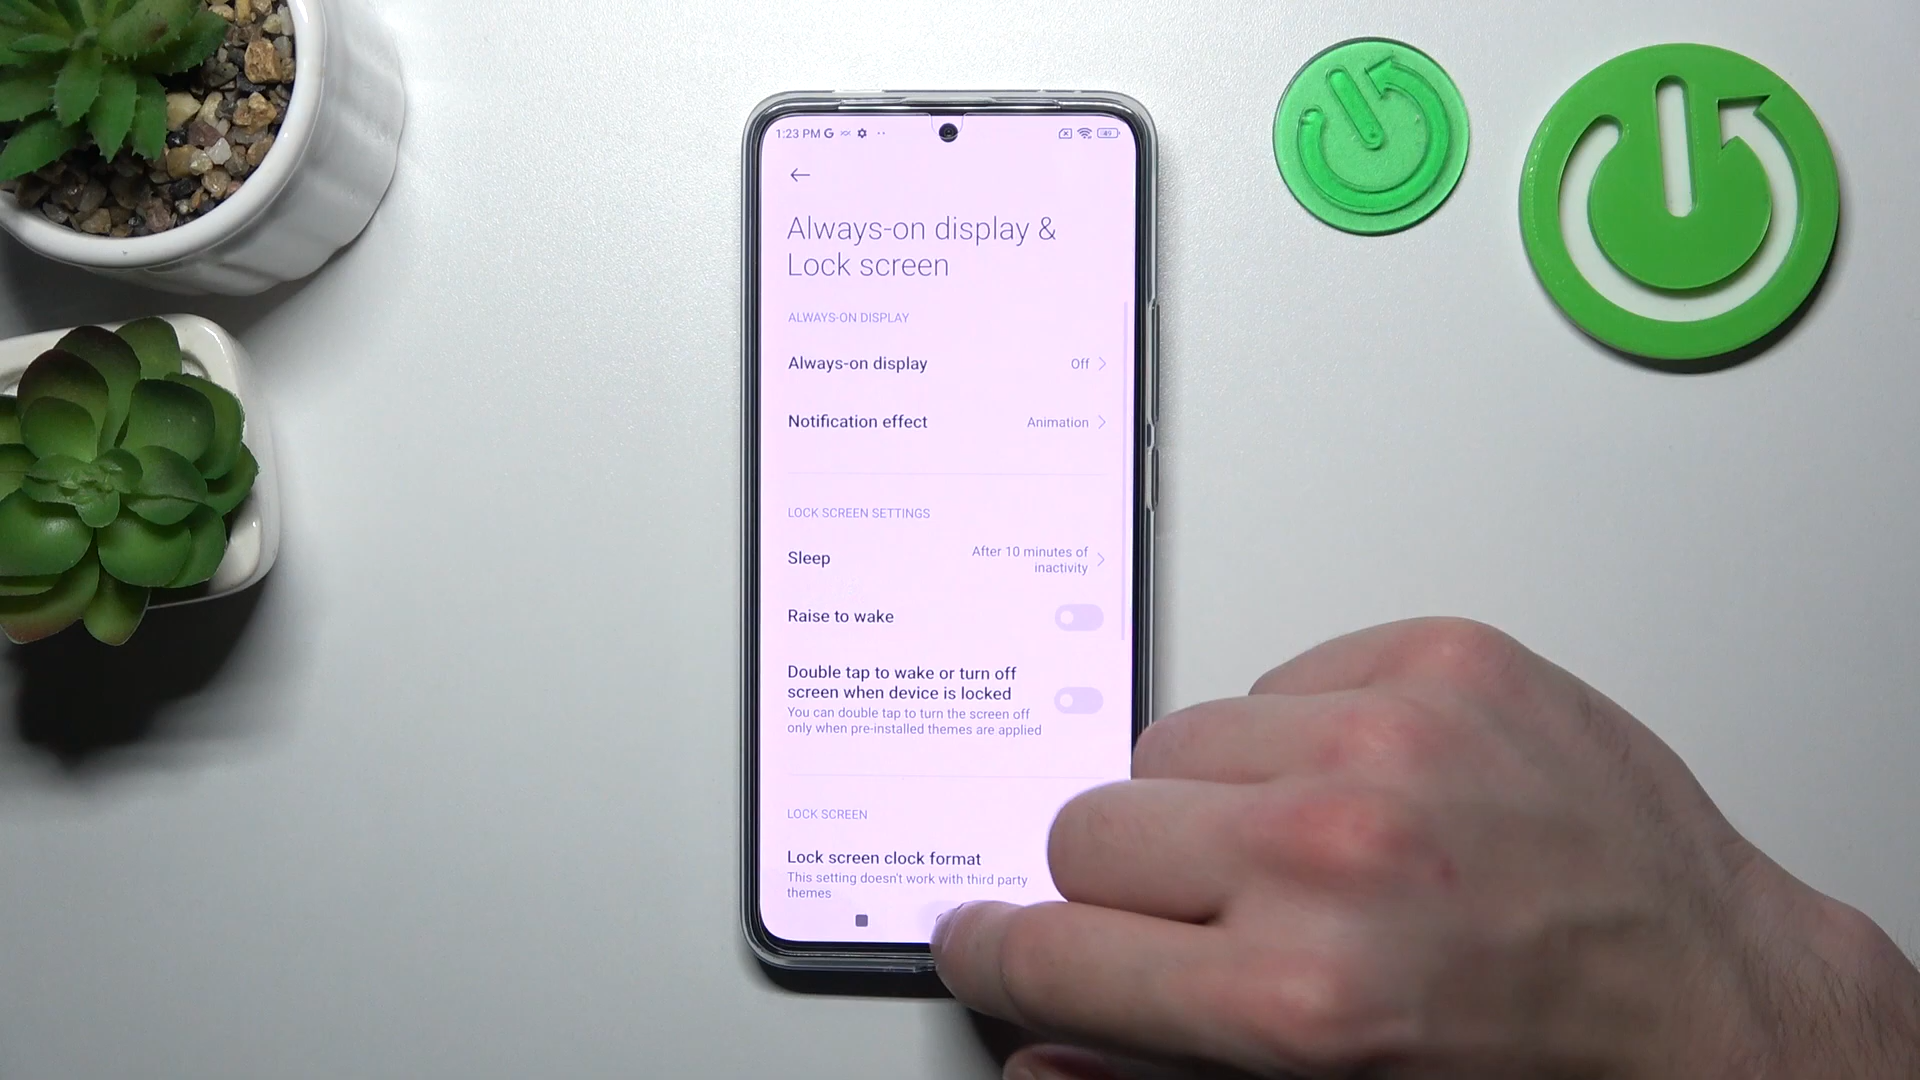 1:23 PM G
49
Always-on display &
Lock screen
ALWAYS-ON DISPLAY
Always-on display Off
Notification effect Animation
LOCK SCREEN SETTINGS
Sleep After 10 minutes of
inactivity
Raise to wake
Double tap to wake or turn off
screen when device is locked
You can double tap to turn the screen off
only when pre-installed themes are applied
LOCK SCREEN
Lock screen clock format
This setting doesn't work with third party
themes